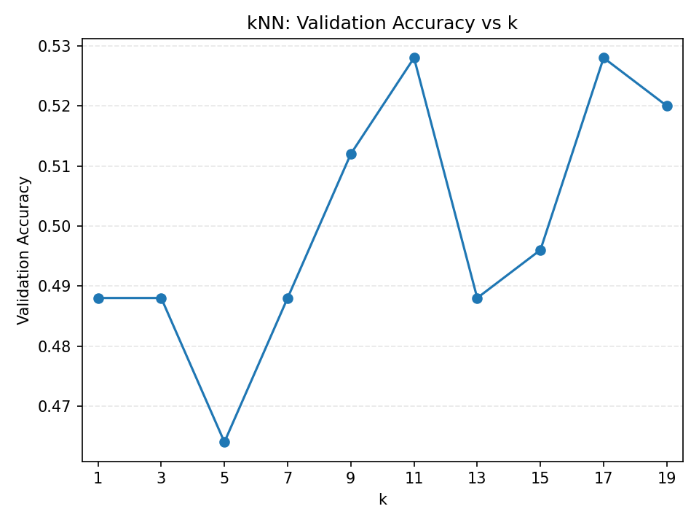 kNN: Validation Accuracy vs k
Validation Accuracy
0.53
0.52
0.51
0.50
0.49
0.48
0.47
1 3 5 7 9 11 13 15 17 19
k